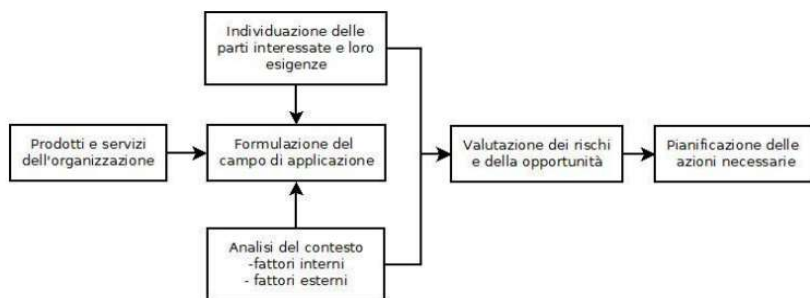 Individuazione delle
parti interessate e loro
esigenze
Prodotti e servizi
dell'organizzazione
Formulazione del
campo di applicazione
Valutazione dei rischi
e della opportunità
Pianificazione delle
azioni necessarie
Analisi del contesto
-fattori interni
- fattori esterni